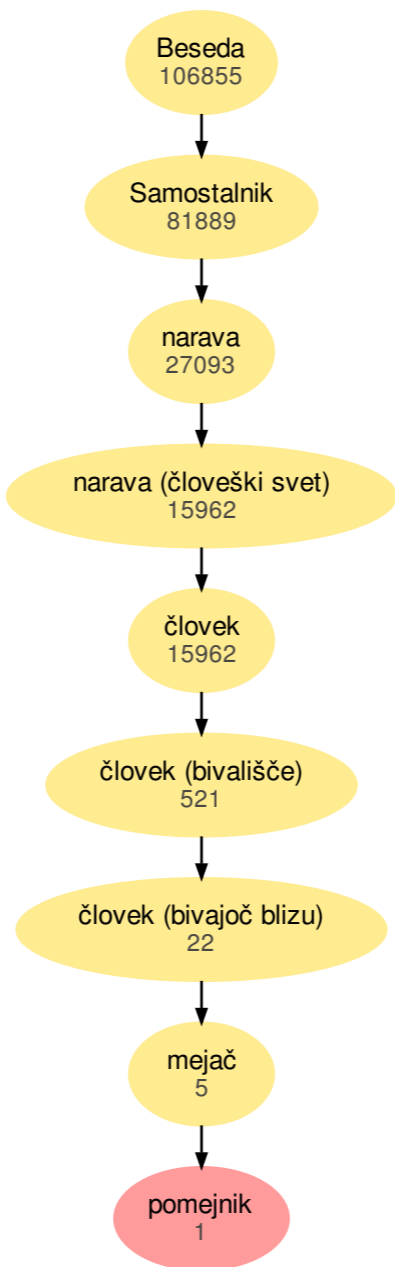 Beseda
106855
Samostalnik
81889
narava
27093
narava (človeški svet)
15962
človek
15962
človek (bivališče)
521
človek (bivajoč blizu)
22
mejač
5
pomejnik
1